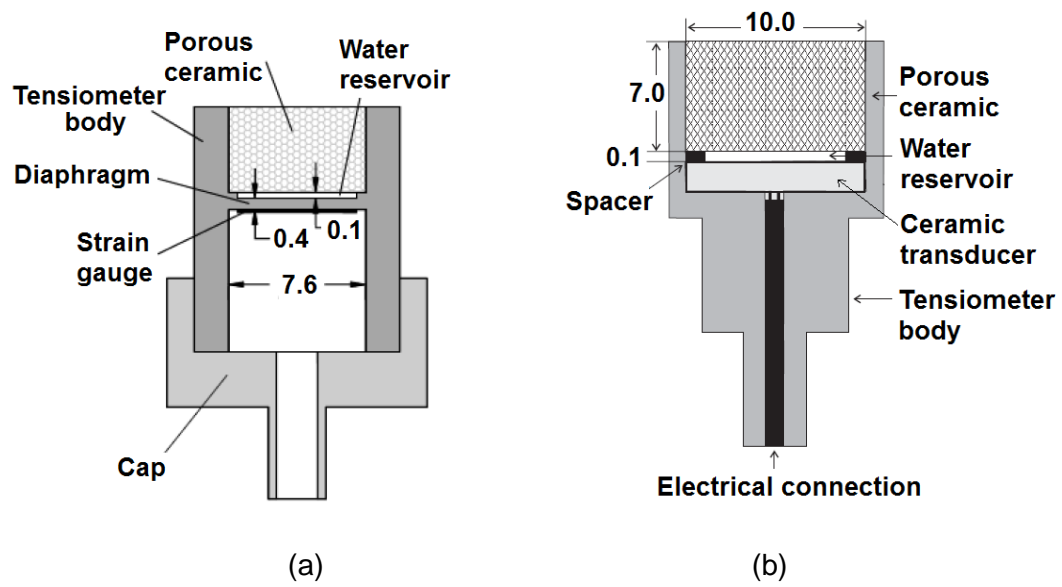 Porous
ceramic
Water
reservoir
Tensiometer
body
Diaphragm
Strain
gauge
0.4
0.1
7.6
Cap
(a)
10.0
7.0
0.1
Spacer
Porous
ceramic
Water
reservoir
Ceramic
transducer
Tensiometer
body
Electrical connection
(b)